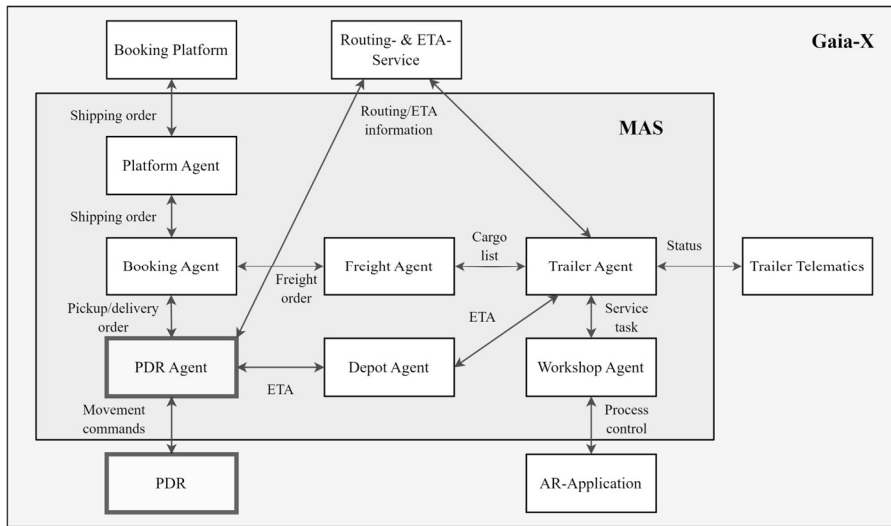 Gaia-X
Booking Platform
Routing- & ETA-
Service
Shipping order
Routing/ETA
information
MAS
Platform Agent
Shipping order
Booking Agent
Freight
order
Freight Agent
Cargo
list
Trailer Agent
Status
Trailer Telematics
Pickup/delivery
order
ETA
Service
task
PDR Agent
ETA
Depot Agent
Workshop Agent
Movement
commands
Process
control
PDR
AR-Application